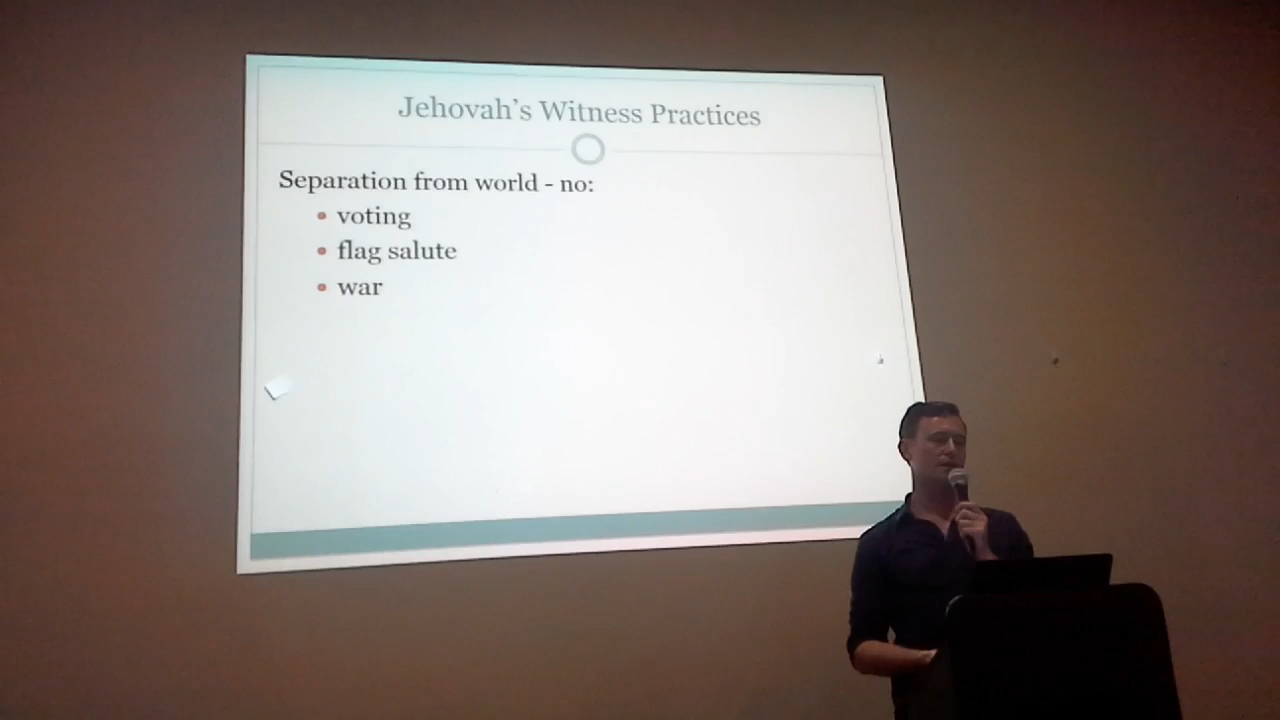 Jehovah's Witness Practices
Separation from world - no:
• voting
• flag salute
• war